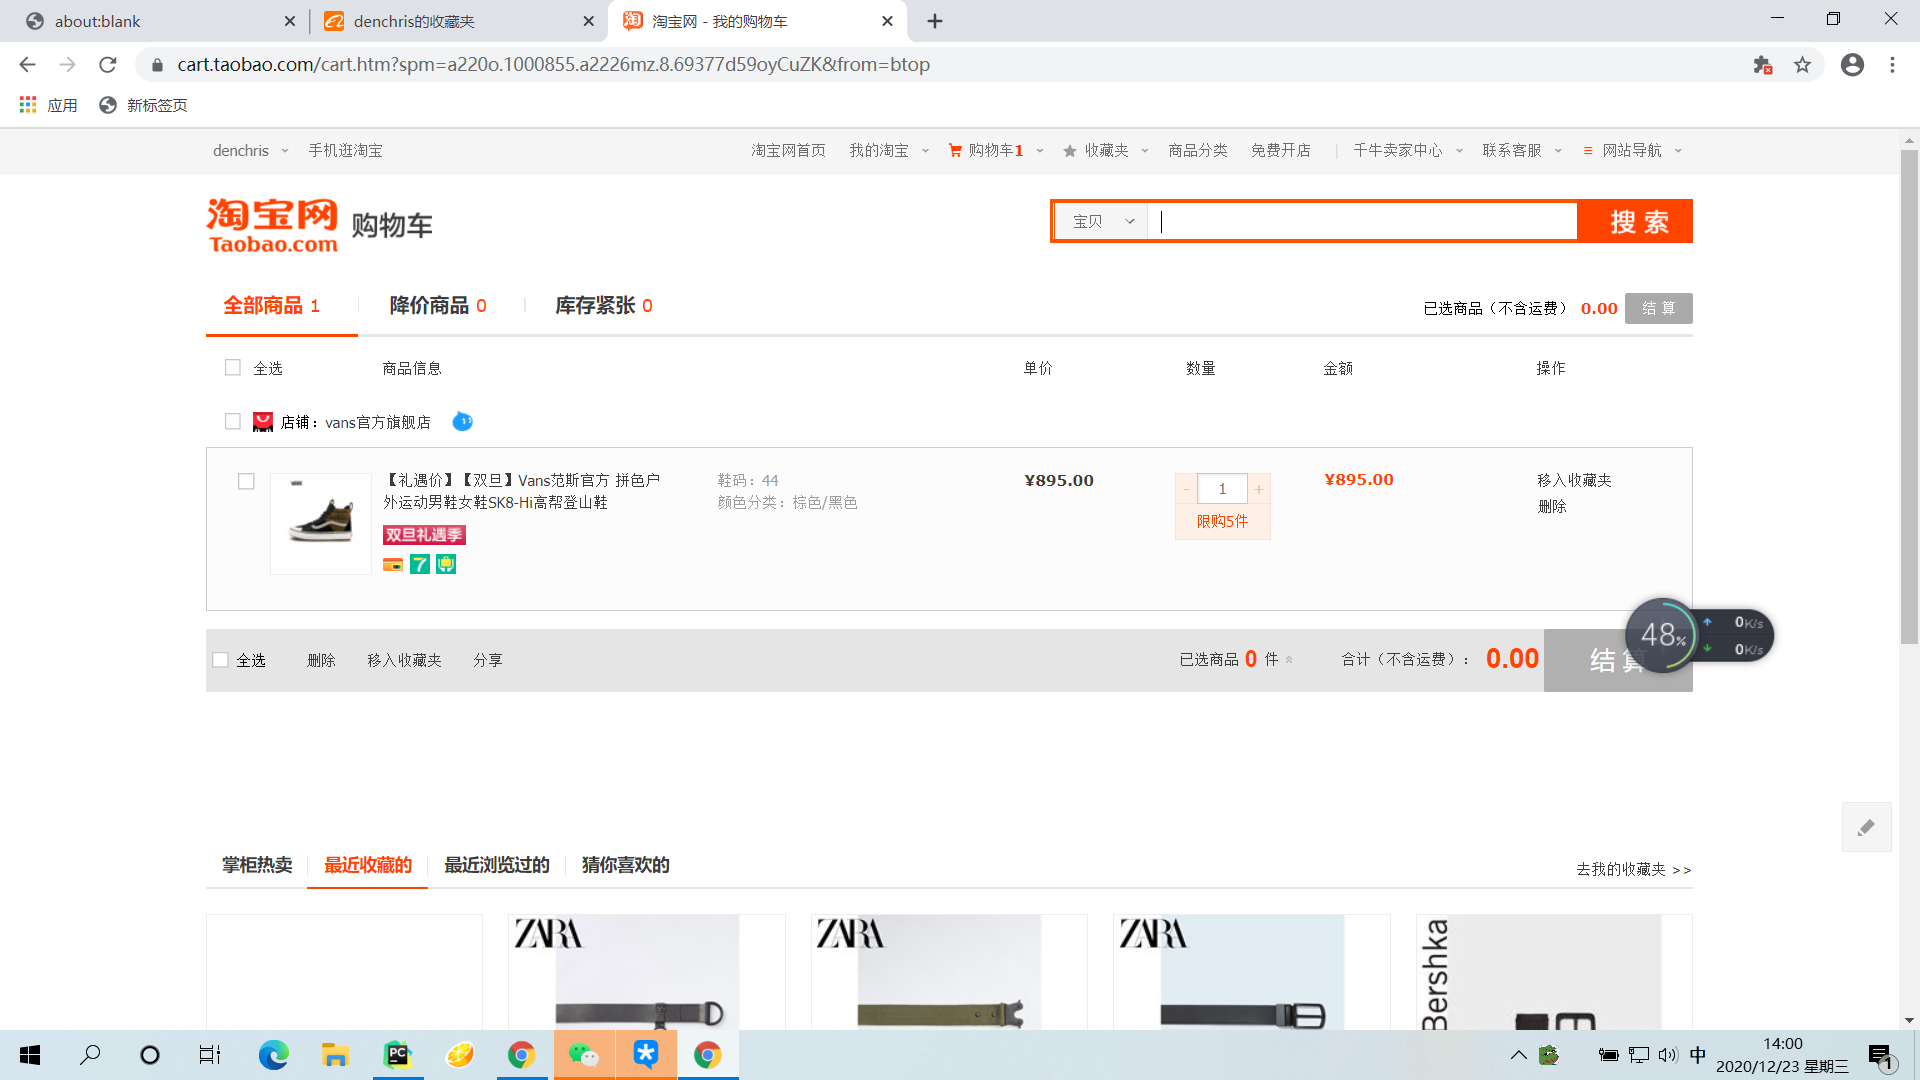 about:blank
denchris的收藏夹
淘宝网 - 我的购物车
cart.taobao.com/cart.htm?spm=a220o.1000855.a2226mz.8.69377d59oyCuZK&from=btop
应用
新标签页
denchris
手机逛淘宝
淘宝网首页
我的淘宝
购物车1
收藏夹
商品分类
免费开店
千牛卖家中心
联系客服
网站导航
淘宝网
Taobao.com
购物车
宝贝
搜索
全部商品 1
降价商品 0
库存紧张 0
已选商品（不含运费） 0.00
结 算
全选
商品信息
单价
数量
金额
操作
店铺：vans官方旗舰店
【礼遇价】【双旦】Vans范斯官方 拼色户
外运动男鞋女鞋SK8-Hi高帮登山鞋
双旦礼遇季
7
鞋码：44
颜色分类：棕色/黑色
¥895.00
- 1 +
限购5件
¥895.00
移入收藏夹
删除
48%
0K/s
0K/s
全选
删除
移入收藏夹
分享
已选商品 0 件
合计（不含运费）：
0.00
结 算
掌柜热卖
最近收藏的
最近浏览过的
猜你喜欢的
去我的收藏夹 >>
ZARA
ZARA
ZARA
Bershka
PC
中
14:00
2020/12/23 星期三
1